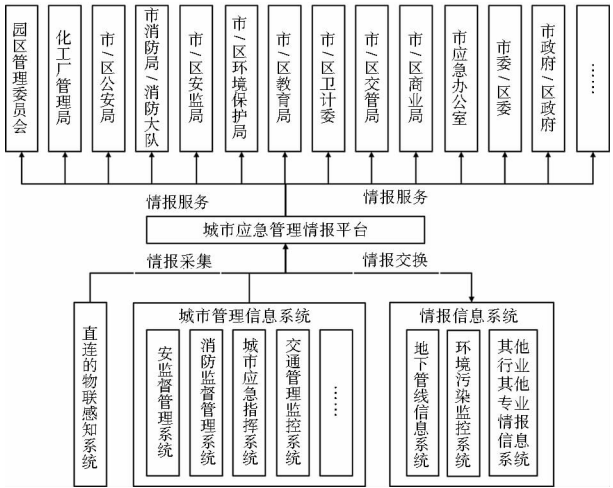 园区管理委员会
化工厂管理局
市/区公安局
市消防局/消防大队
市/区安监局
市/区环境保护局
市/区教育局
市/区卫计委
市/区交管局
市/区商业局
市应急办公室
市委/区委
市政府/区政府
……
情报服务
情报服务
城市应急管理情报平台
情报采集
情报交换
直连的物联感知系统
城市管理信息系统
安监督管理系统
消防监督管理系统
城市应急指挥系统
交通管理监控系统
……
情报信息系统
地下管线信息系统
环境污染监控系统
其他
行业
其他
专业
情报
信息
系统